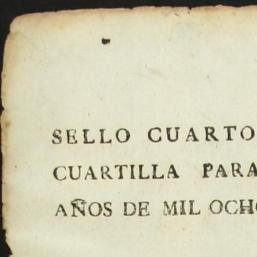 SELLO CUARTO
CUARTILLA PARA
AÑOS DE MIL OCHO